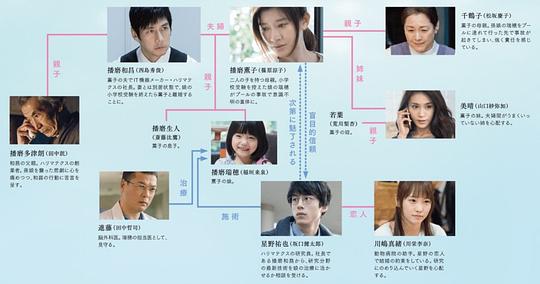 夫婦
親子
播磨和昌(西島秀俊)
薫子の夫でIT機器メーカー・ハリマテク
スの社長。妻とは別居状態で、娘
の小学校受験を終えたら薫子と離婚する
ことに。
播磨薫子(篠原涼子)
二人の子を持つ母親。小学
校受験を控えた娘の瑞穂
がプールの事故で意識不
明の重体に。
千鶴子(松坂慶子)
薫子の母親。孫娘の瑞穂をプール
に連れて行った先で事故が
起きてしまい、強く責任を感じ
ている。
親子
親子
姉妹
播磨多津朗(田中泯)
和昌の父親。ハリマテクスの創
業者。孫娘を襲った悲劇に心を
痛めつつ、和昌の行動に苦言を
呈す。
播磨生人
(斎藤汰鷹)
薫子の息子。
播磨瑞穂(稲垣来泉)
薫子の娘。
次第に魅了される
盲目的信頼
若葉
(荒川梨杏)
美晴の娘。
親子
美晴(山口紗弥加)
薫子の妹。夫婦間がうまくいって
いない姉を心配する。
治療
進藤(田中哲司)
脳外科医。瑞穂の担当医として、
見守る。
施術
星野祐也(坂口健太郎)
ハリマテクスの研究員。社長で
ある播磨和昌から、研究分野
の最新技術を娘の治療に活か
せるか相談を受ける。
恋人
川嶋真緒(川栄李奈)
動物病院の助手。星野の恋人
で結婚の約束をしている。研究
にのめり込んでいく星野を心配
する。